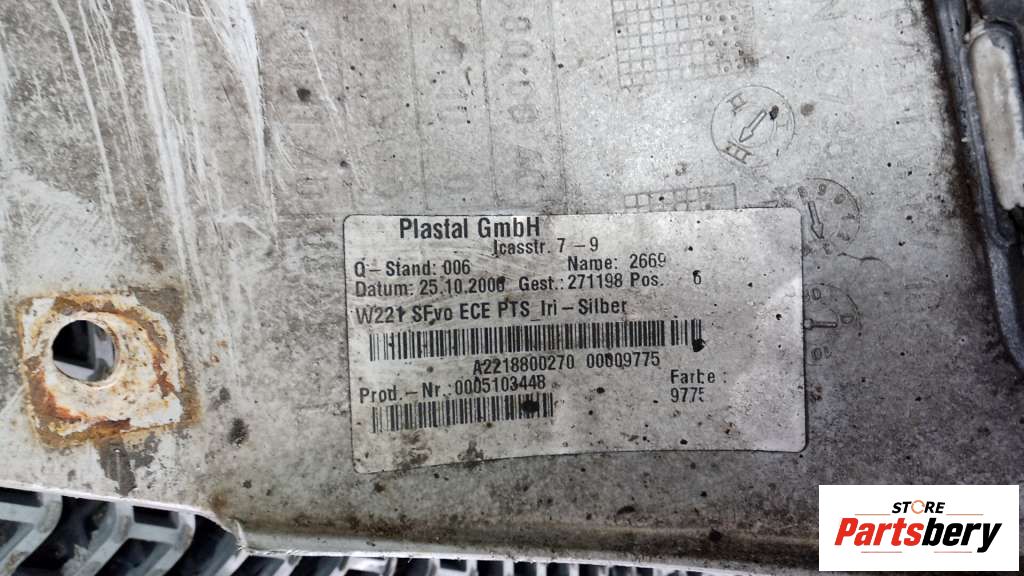 Plastal GmbH
Icasstr. 7-9
Q-Stand: 006 Name: 2669
Datum: 25.10.2006 Gest.: 271198 Pos. 6
W221 SFvo ECE PTS_Iri-Silber
A2218800270 00009775
Prod.-Nr.:0005103448 Farbe:
9775
STORE
Partsbery